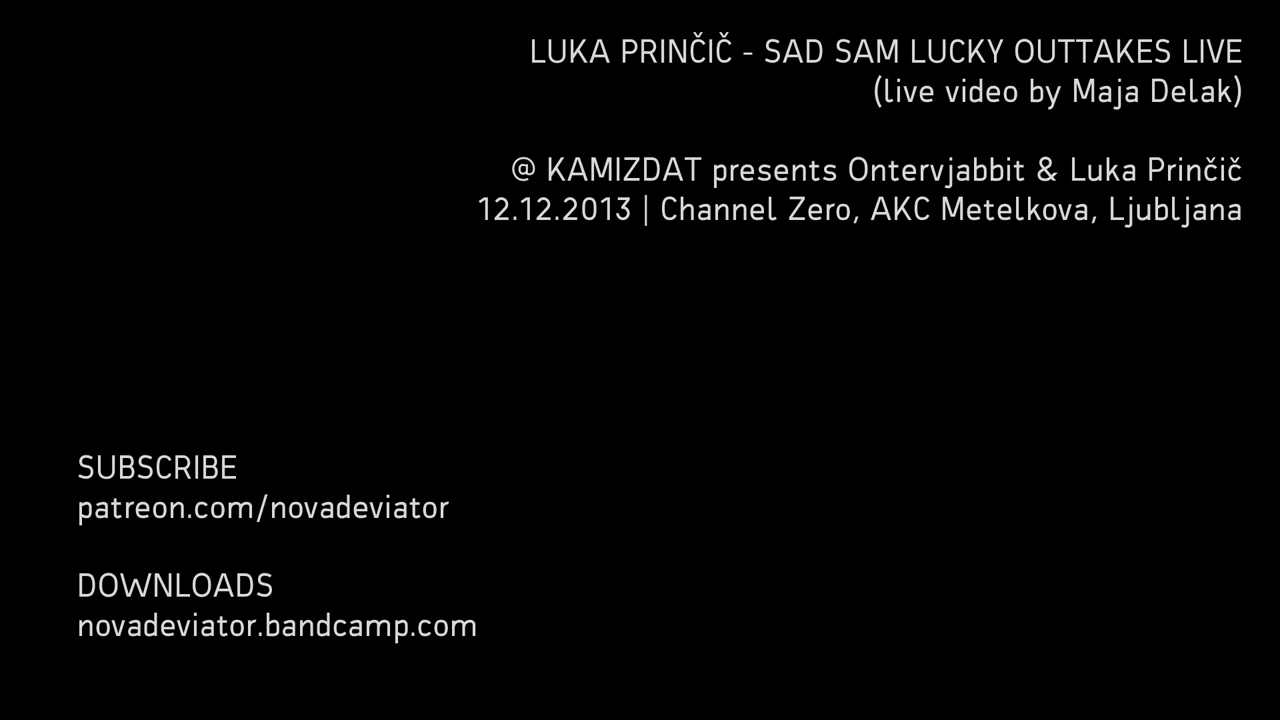 LUKA PRINČIČ - SAD SAM LUCKY OUTTAKES LIVE
(live video by Maja Delak)
@ KAMIZDAT presents Ontervjabbit & Luka Prinčič
12.12.2013 | Channel Zero, AKC Metelkova, Ljubljana
SUBSCRIBE
patreon.com/novadeviator
DOWNLOADS
novadeviator.bandcamp.com